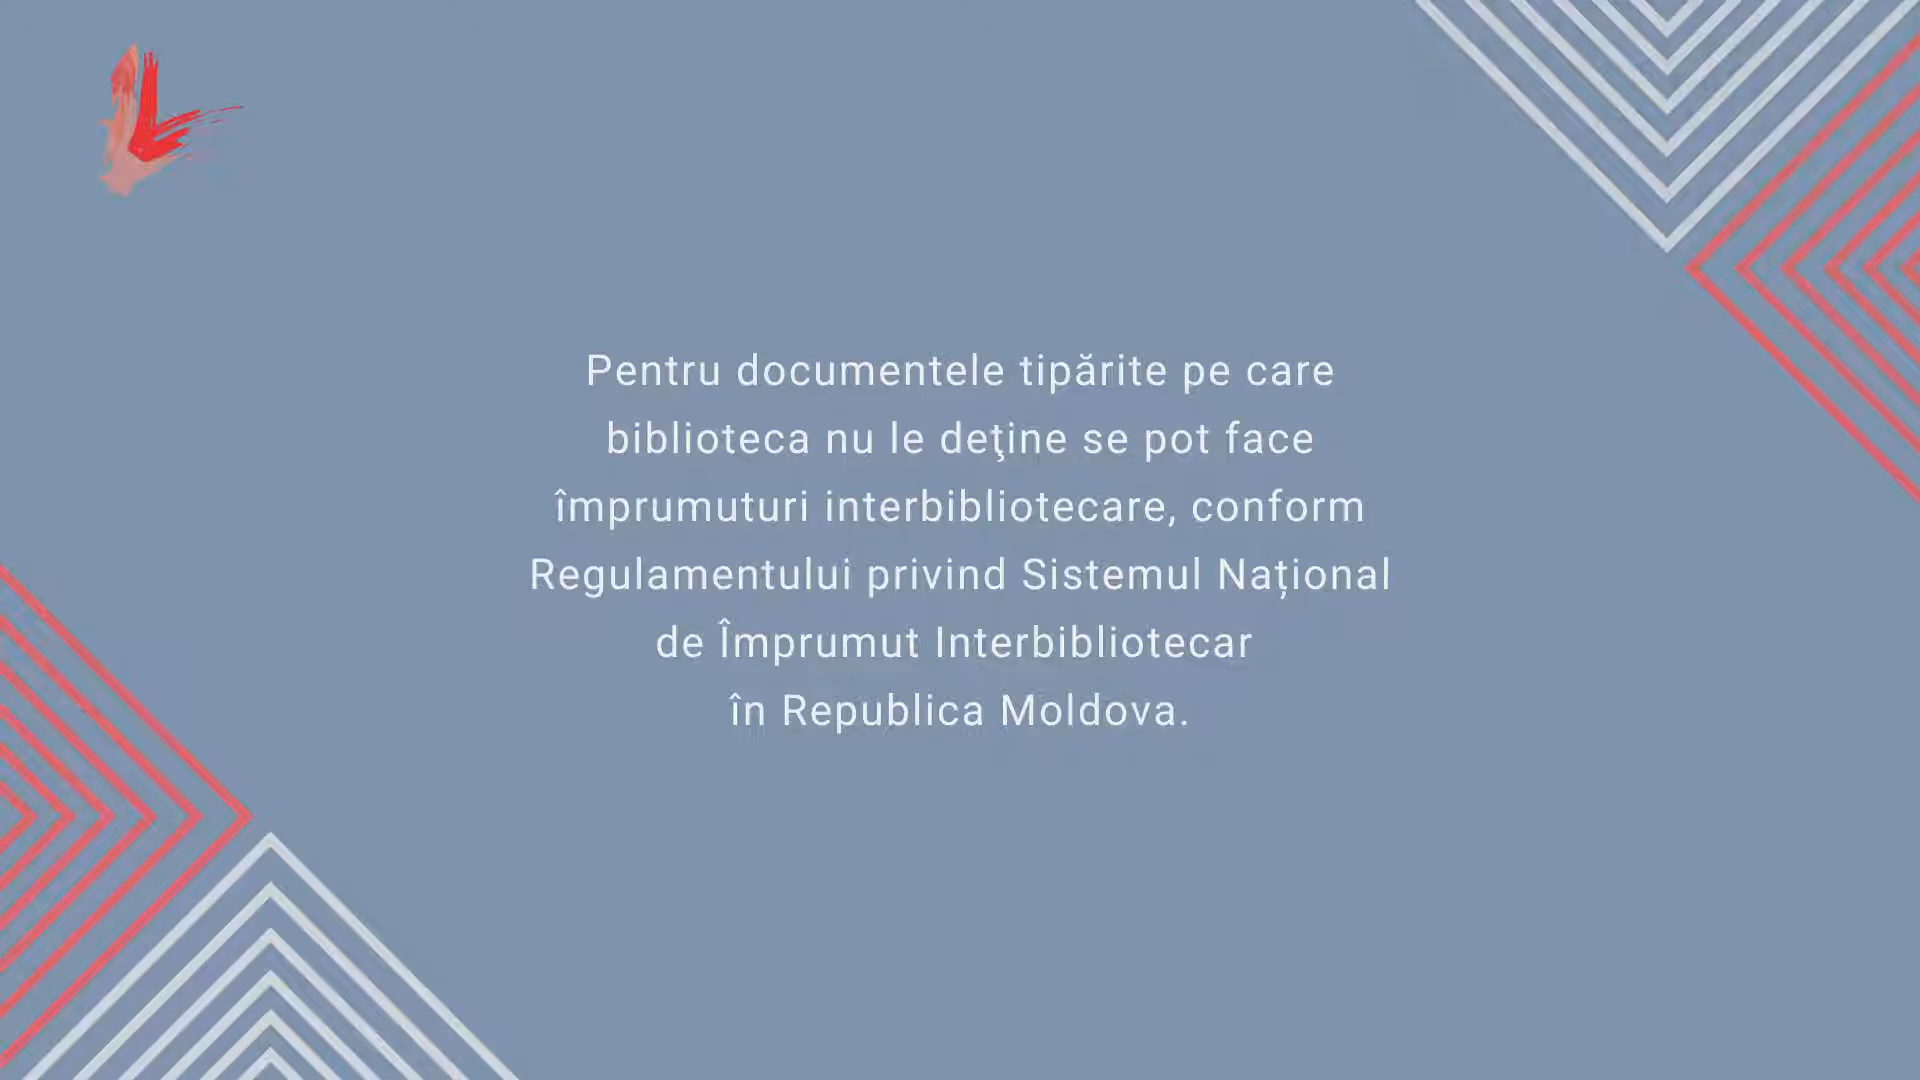 Pentru documentele tipărite pe care
biblioteca nu le deţine se pot face
împrumuturi interbibliotecare, conform
Regulamentului privind Sistemul Național
de Împrumut Interbibliotecar
în Republica Moldova.